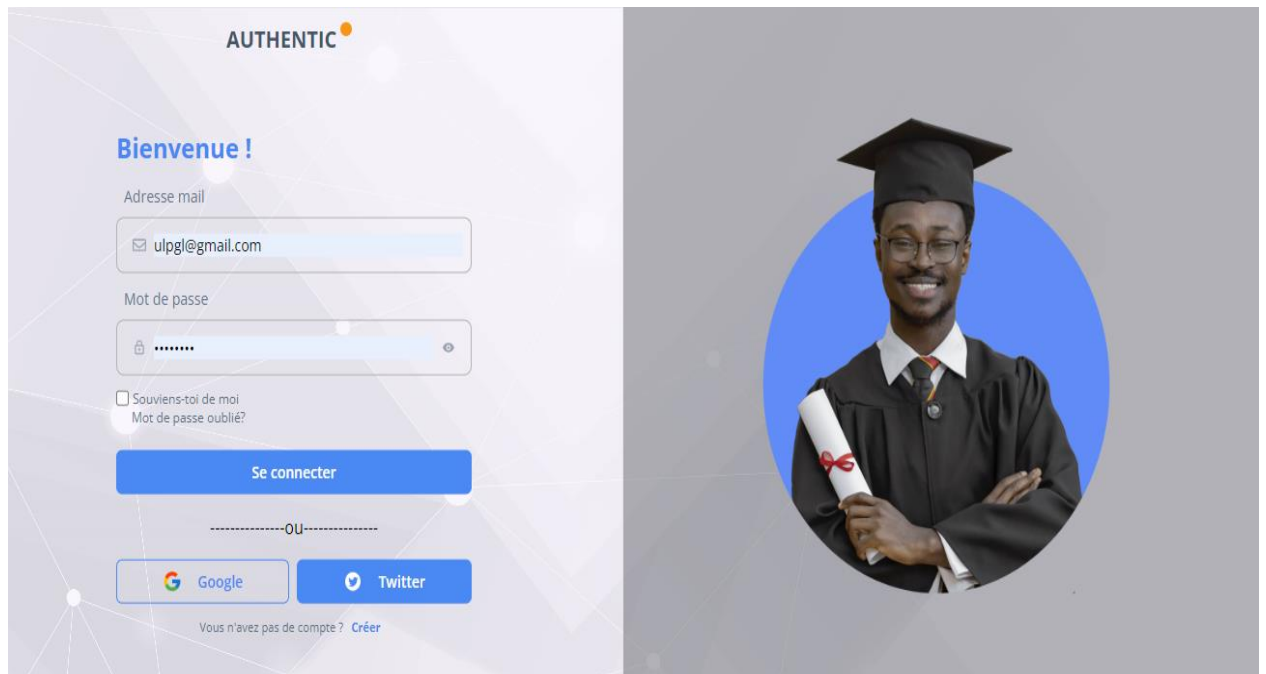 AUTHENTIC
Bienvenue !
Adresse mail
ulpgl@gmail.com
Mot de passe
••••••••
Souviens-toi de moi
Mot de passe oublié?
Se connecter
---------------ou---------------
Google
Twitter
Vous n'avez pas de compte ? Créer